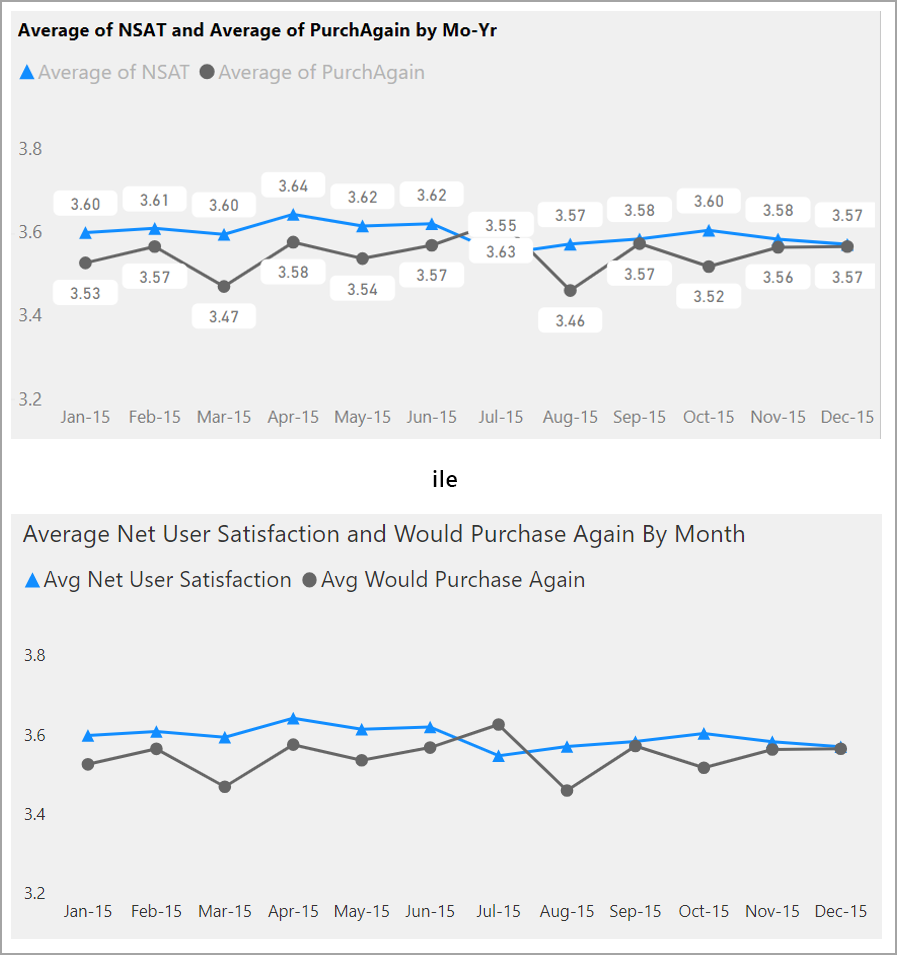 Average of NSAT and Average of PurchAgain by Mo-Yr
Average of NSAT Average of PurchAgain
3.8
3.60 3.61 3.60 3.64 3.62 3.62 3.55 3.57 3.58 3.60 3.58 3.57
3.6
3.53 3.57 3.47 3.58 3.54 3.57 3.63 3.46 3.57 3.52 3.56 3.57
3.4
3.2
Jan-15 Feb-15 Mar-15 Apr-15 May-15 Jun-15 Jul-15 Aug-15 Sep-15 Oct-15 Nov-15 Dec-15
ile
Average Net User Satisfaction and Would Purchase Again By Month
Avg Net User Satisfaction Avg Would Purchase Again
3.8
3.6
3.4
3.2
Jan-15 Feb-15 Mar-15 Apr-15 May-15 Jun-15 Jul-15 Aug-15 Sep-15 Oct-15 Nov-15 Dec-15